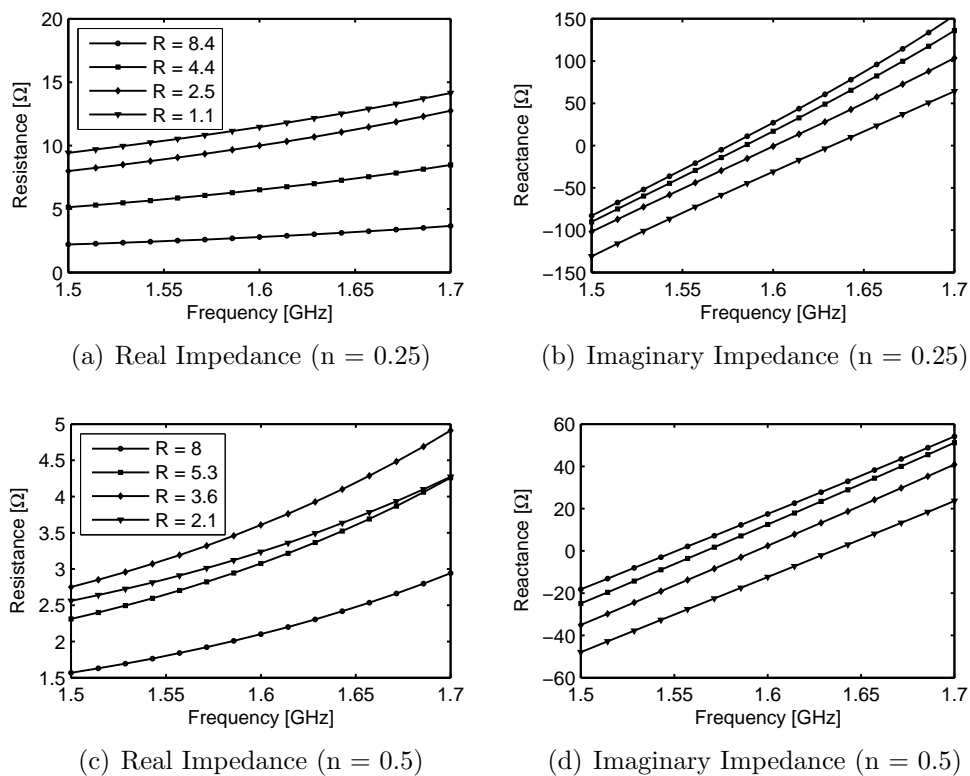 20
15
10
5
0
Resistance [Ω]
R = 8.4
R = 4.4
R = 2.5
R = 1.1
1.5 1.55 1.6 1.65 1.7
Frequency [GHz]
(a) Real Impedance (n = 0.25)
150
100
50
0
−50
−100
−150
Reactance [Ω]
1.5 1.55 1.6 1.65 1.7
Frequency [GHz]
(b) Imaginary Impedance (n = 0.25)
5
4.5
4
3.5
3
2.5
2
1.5
Resistance [Ω]
R = 8
R = 5.3
R = 3.6
R = 2.1
1.5 1.55 1.6 1.65 1.7
Frequency [GHz]
(c) Real Impedance (n = 0.5)
60
40
20
0
−20
−40
−60
Reactance [Ω]
1.5 1.55 1.6 1.65 1.7
Frequency [GHz]
(d) Imaginary Impedance (n = 0.5)